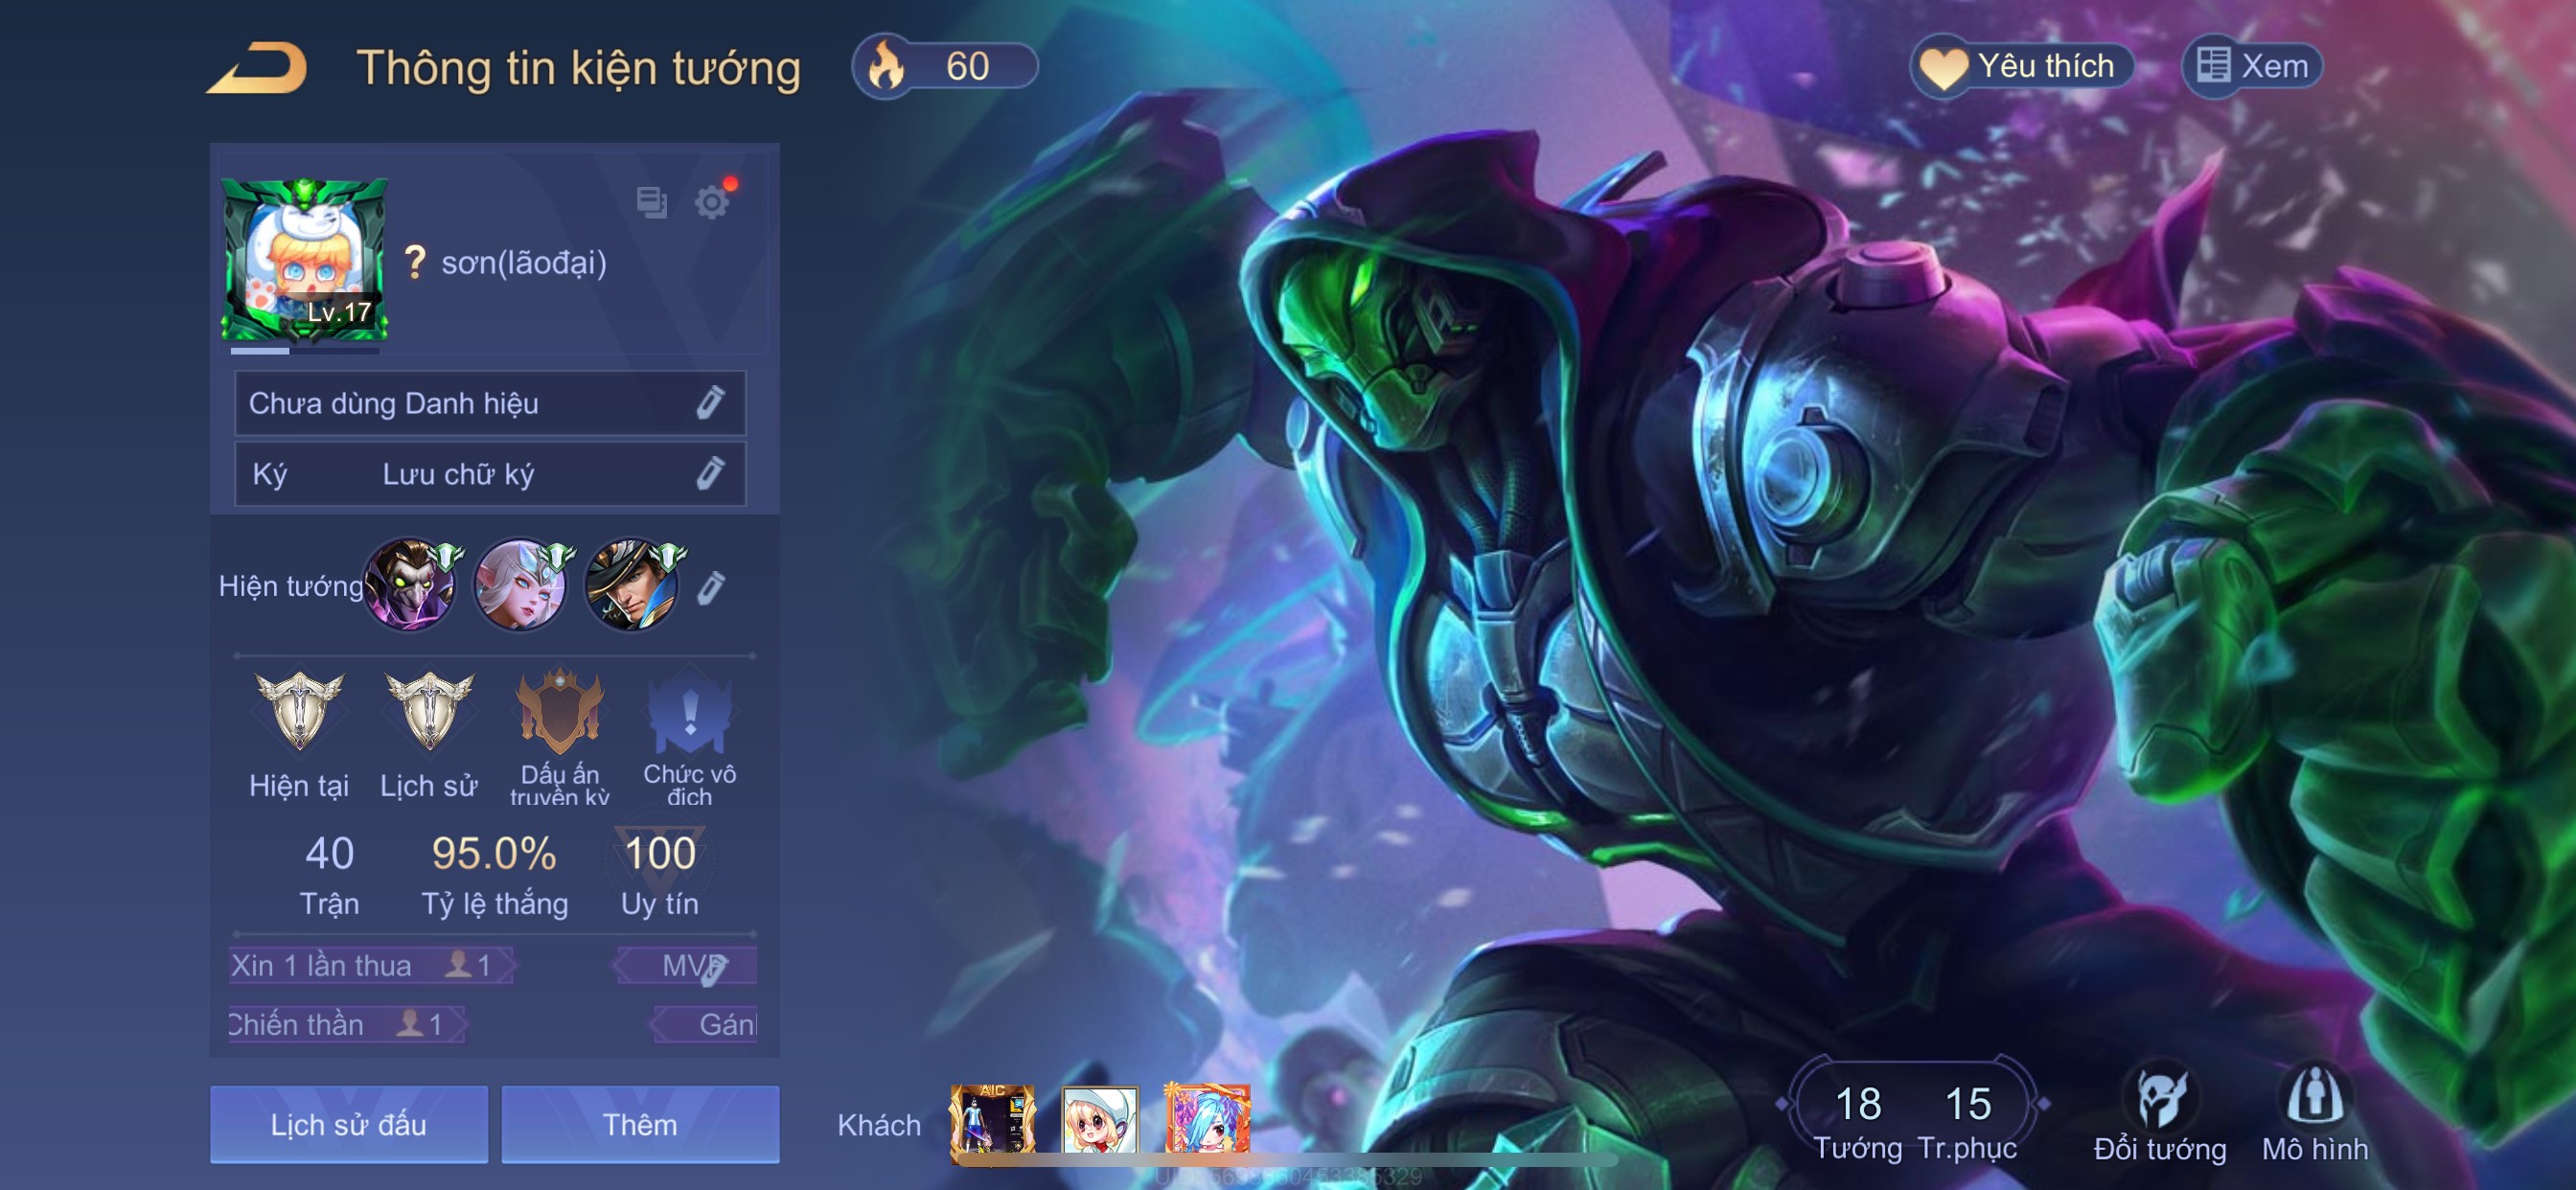 Thông tin kiện tướng
60
Yêu thích
Xem
? sơn(lãođại)
Lv.17
Chưa dùng Danh hiệu
Ký Lưu chữ ký
Hiện tướng
Hiện tại
Lịch sử
Dấu ấn
truyền kỳ
Chức vô
địch
40
Trận
95.0%
Tỷ lệ thắng
100
Uy tín
Xin 1 lần thua 1
MVP
Chiến thần 1
Gán
Lịch sử đấu
Thêm
Khách
AIC
18
Tướng
15
Tr.phục
Đổi tướng
Mô hình